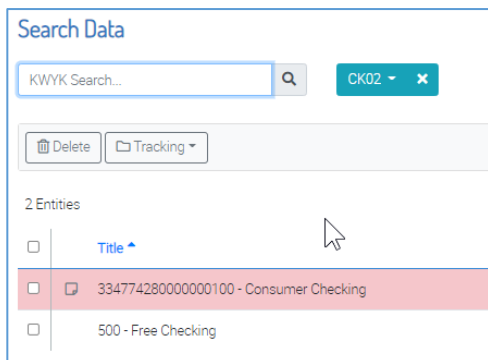 Search Data
KWYK Search...
CK02
Delete Tracking
2 Entities
Title
334774280000000100 - Consumer Checking
500 - Free Checking